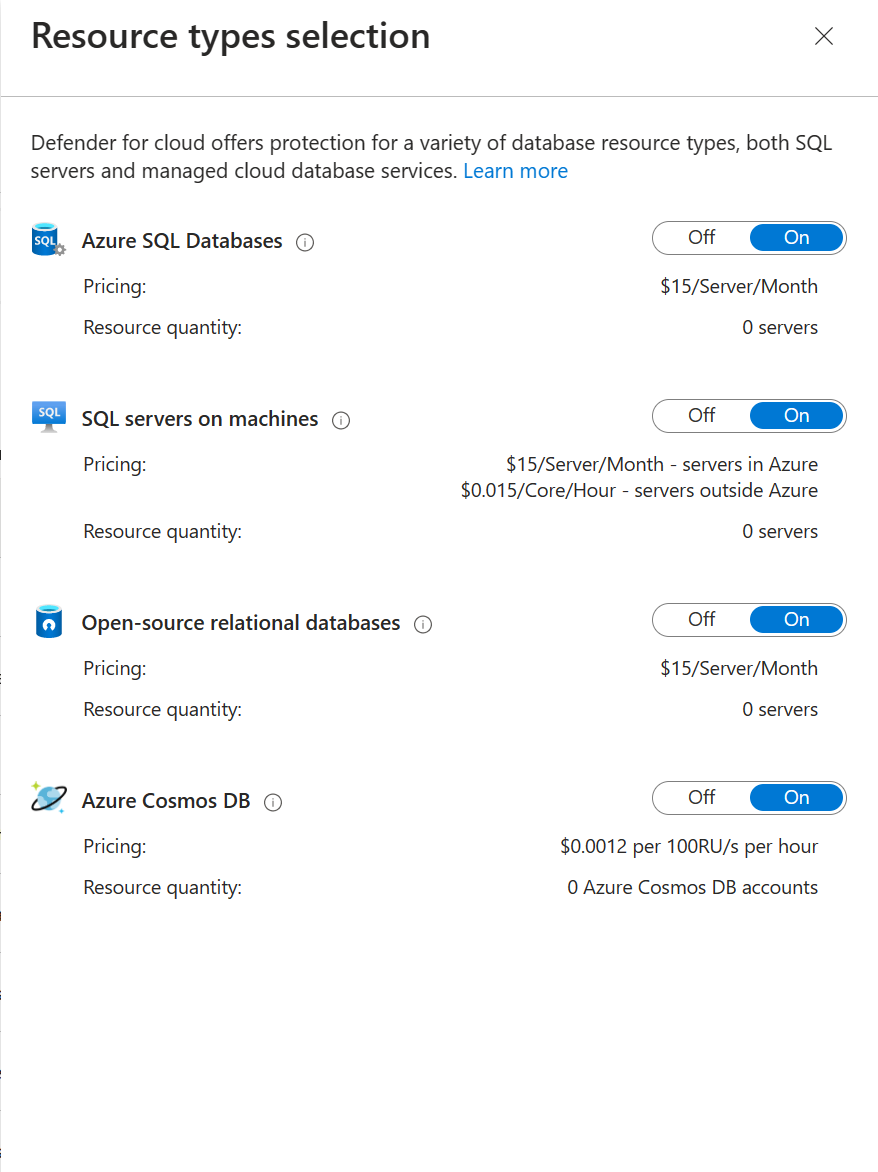 Resource types selection
Defender for cloud offers protection for a variety of database resource types, both SQL
servers and managed cloud database services. Learn more
SQL
Azure SQL Databases
Off On
Pricing:
$15/Server/Month
Resource quantity:
0 servers
SQL
SQL servers on machines
Off On
Pricing:
$15/Server/Month - servers in Azure
$0.015/Core/Hour - servers outside Azure
Resource quantity:
0 servers
Open-source relational databases
Off On
Pricing:
$15/Server/Month
Resource quantity:
0 servers
Azure Cosmos DB
Off On
Pricing:
$0.0012 per 100RU/s per hour
Resource quantity:
0 Azure Cosmos DB accounts